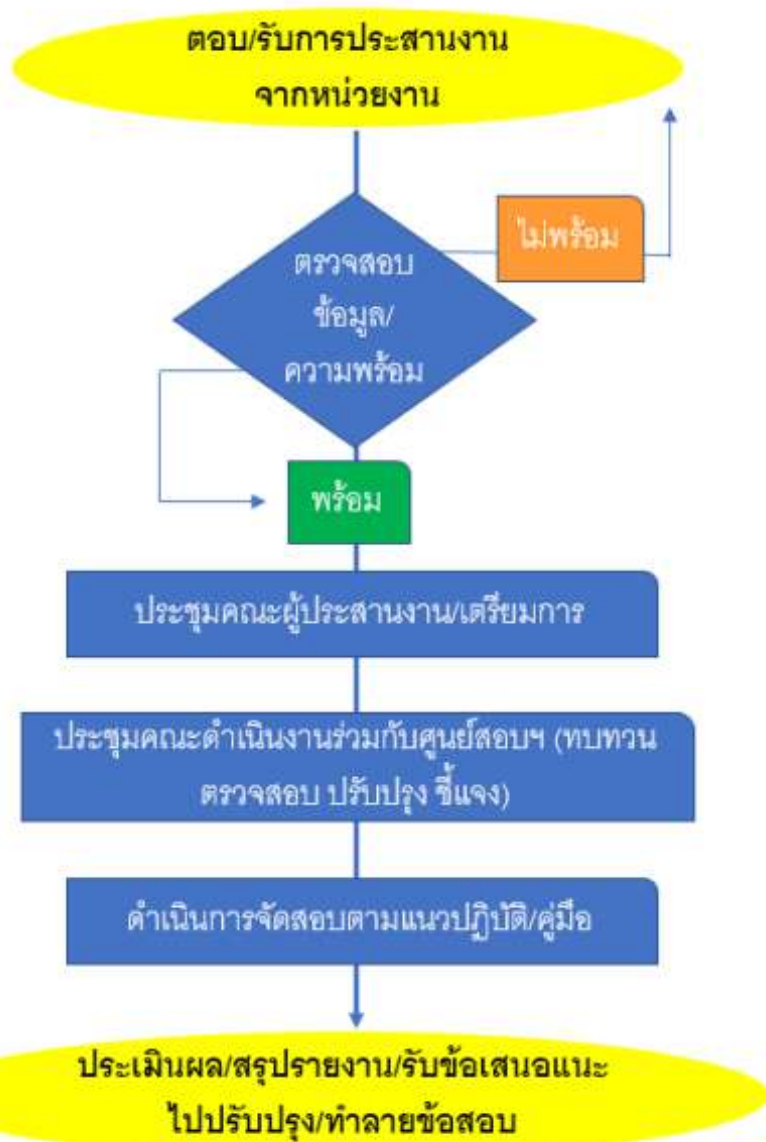 ตอบ/รับการประสานงาน
จากหน่วยงาน
ไม่พร้อม
ตรวจสอบ
ข้อมูล/
ความพร้อม
พร้อม
ประชุมคณะผู้ประสานงาน/เตรียมการ
ประชุมคณะดำเนินงานร่วมกับศูนย์สอบฯ (ทบทวน
ตรวจสอบ ปรับปรุง ชี้แจง)
ดำเนินการจัดสอบตามแนวปฏิบัติ/คู่มือ
ประเมินผล/สรุปรายงาน/รับข้อเสนอแนะ
ไปปรับปรุง/ทำลายข้อสอบ